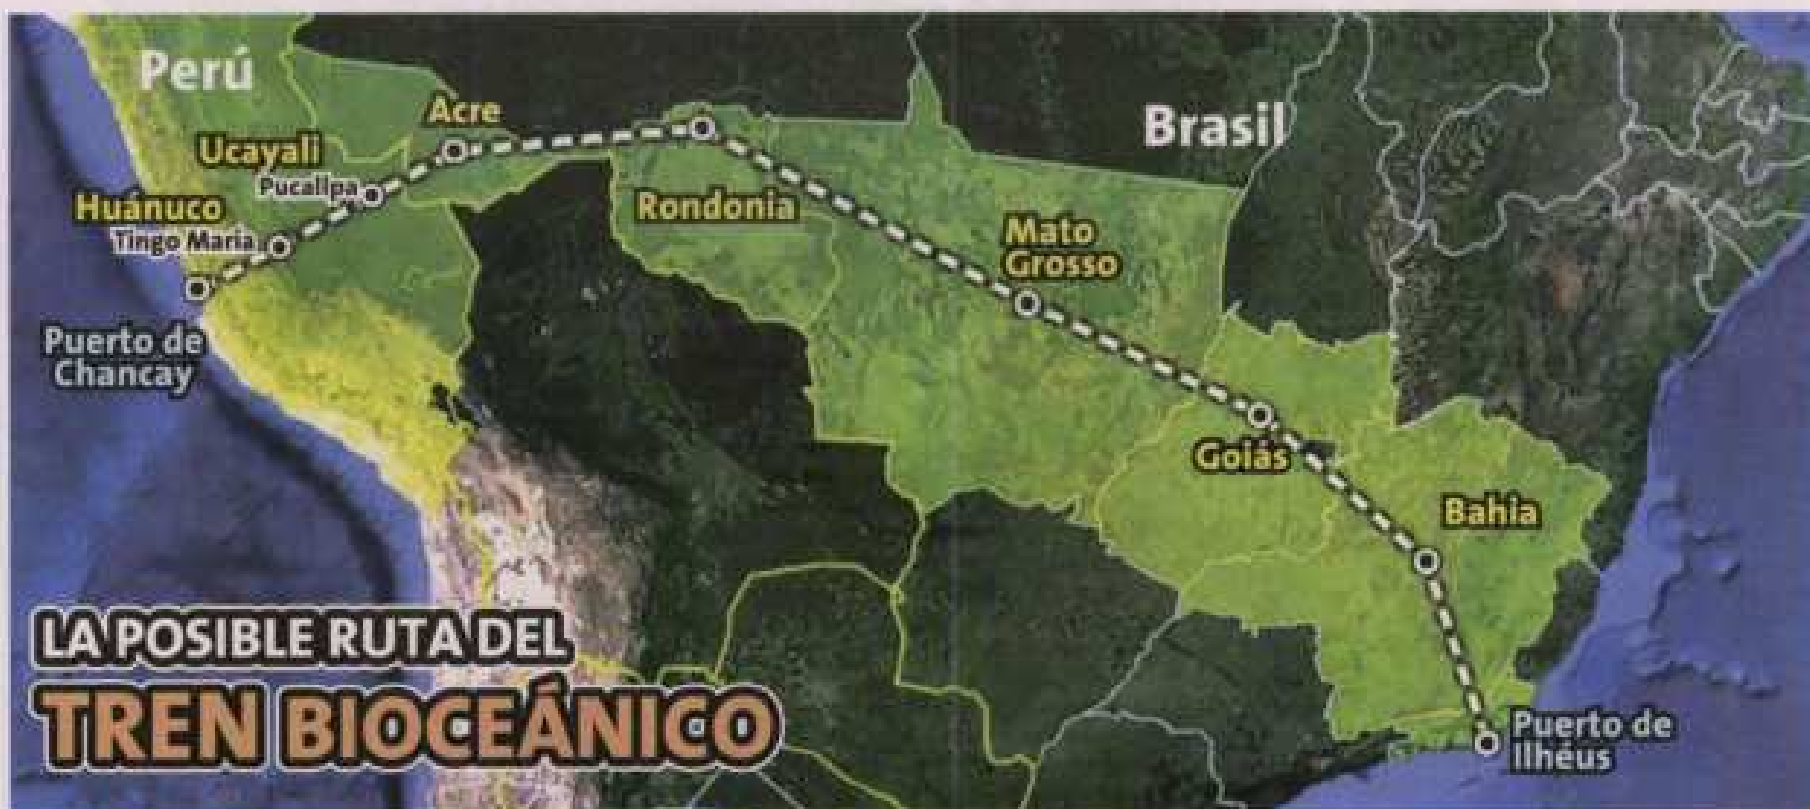 Perú
Acre
Brasil
Ucayali
Pucallpa
Huánuco
Tingo Maria
Rondonia
Mato
Grosso
Puerto de
Chancay
Goiás
Bahia
LA POSIBLE RUTA DEL
TREN BIOCEÁNICO
Puerto de
Ilhéus